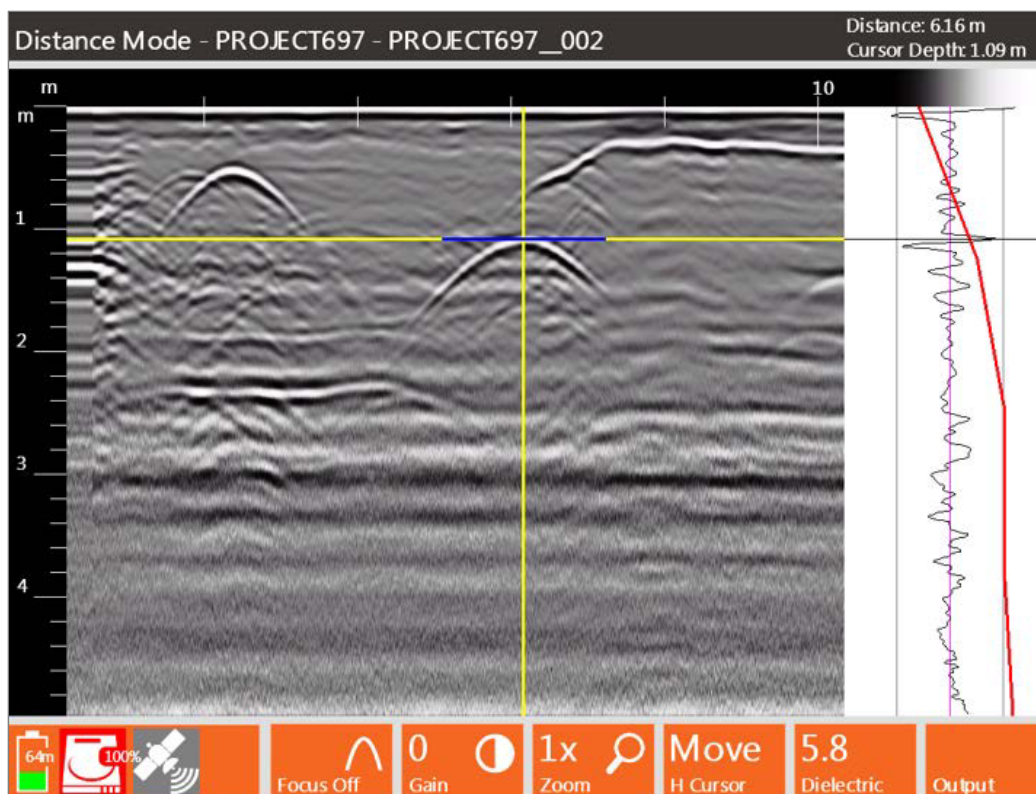 Distance Mode - PROJECT697 - PROJECT697__002
Distance: 6.16 m
Cursor Depth: 1.09 m
m
10
m
1
2
3
4
64m
100%
Focus Off
0
Gain
1x
Zoom
Move
H Cursor
5.8
Dielectric
Output